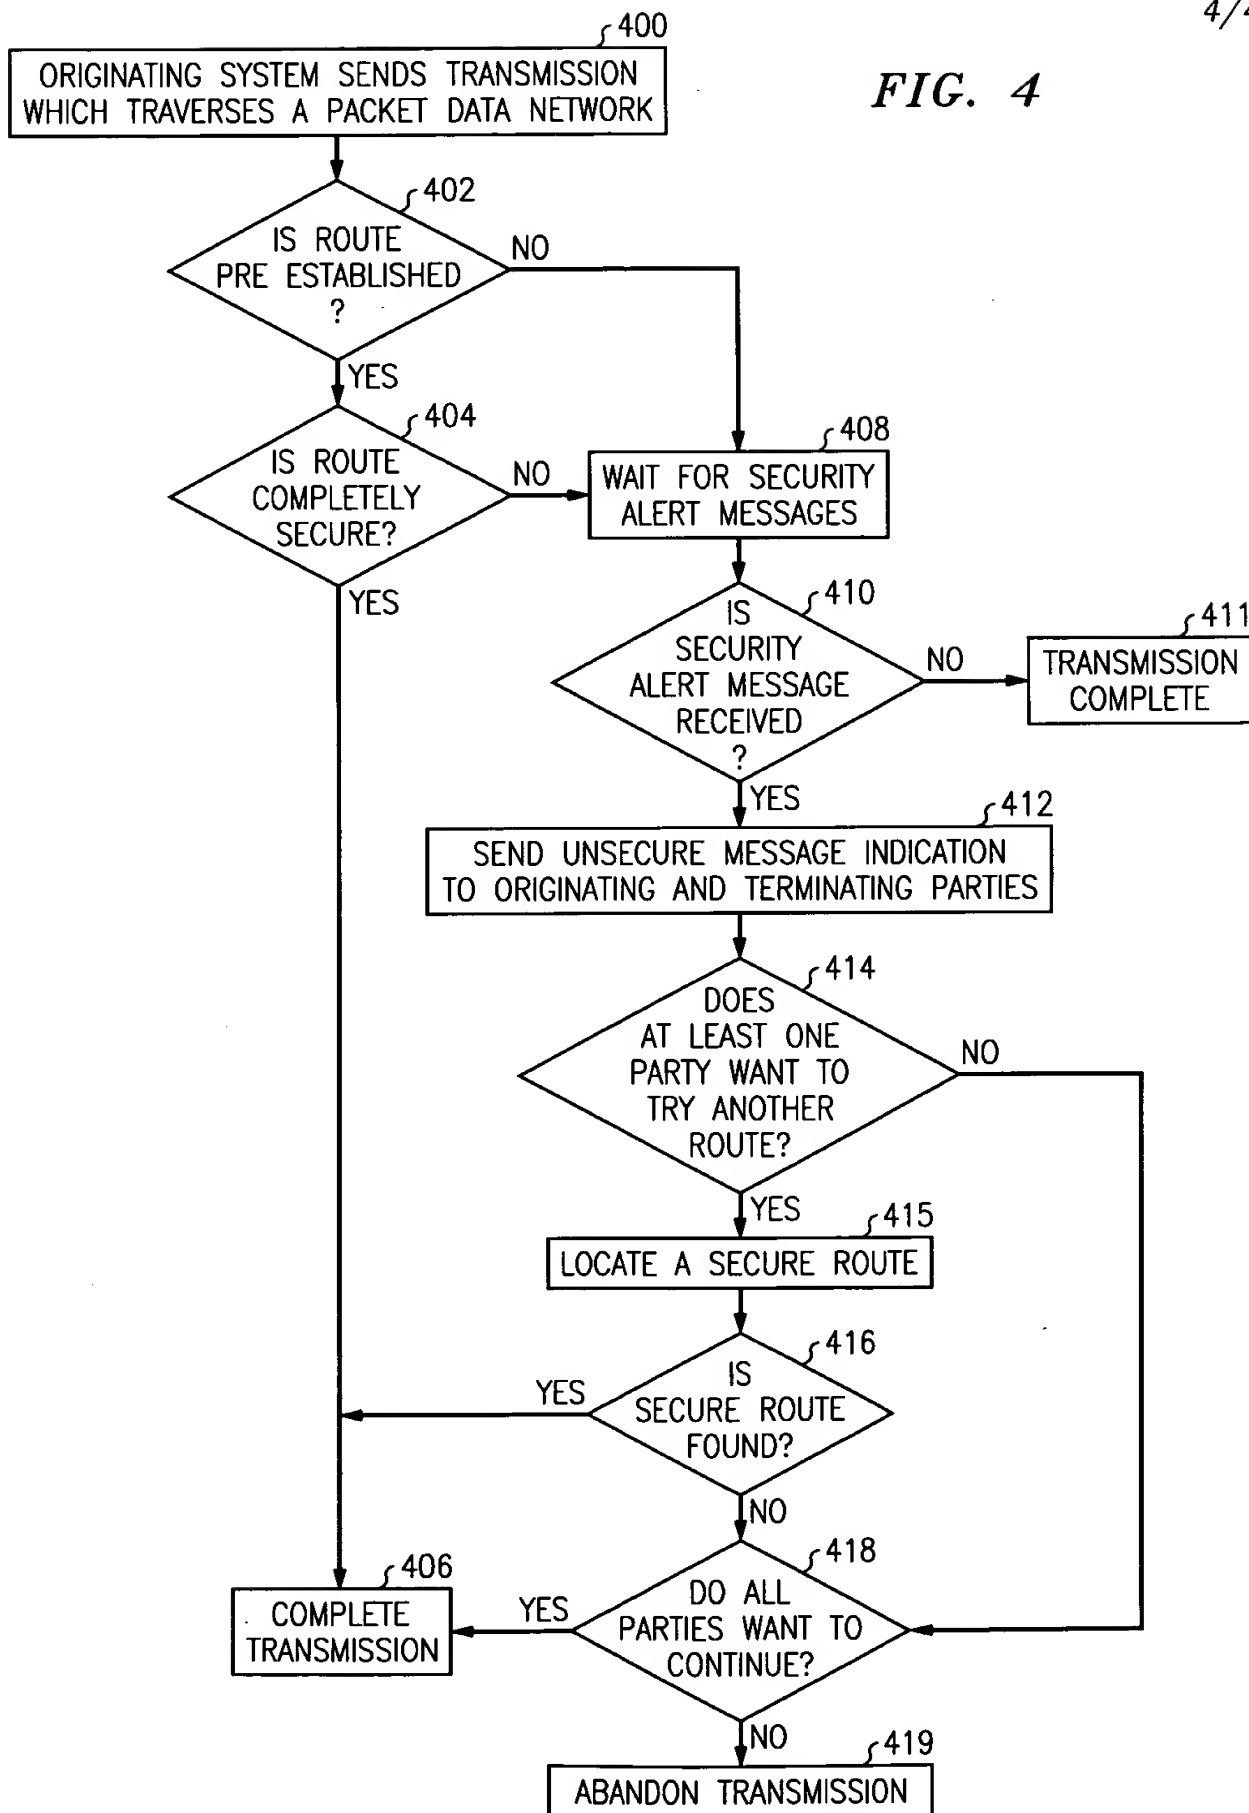 4/4
400
ORIGINATING SYSTEM SENDS TRANSMISSION
WHICH TRAVERSES A PACKET DATA NETWORK
FIG. 4
402
IS ROUTE
PRE ESTABLISHED
?
NO
YES
404
IS ROUTE
COMPLETELY
SECURE?
NO
YES
408
WAIT FOR SECURITY
ALERT MESSAGES
410
IS
SECURITY
ALERT MESSAGE
RECEIVED
?
NO
411
TRANSMISSION
COMPLETE
YES
412
SEND UNSECURE MESSAGE INDICATION
TO ORIGINATING AND TERMINATING PARTIES
414
DOES
AT LEAST ONE
PARTY WANT TO
TRY ANOTHER
ROUTE?
NO
YES
415
LOCATE A SECURE ROUTE
416
IS
SECURE ROUTE
FOUND?
YES
NO
418
DO ALL
PARTIES WANT TO
CONTINUE?
YES
406
COMPLETE
TRANSMISSION
NO
419
ABANDON TRANSMISSION